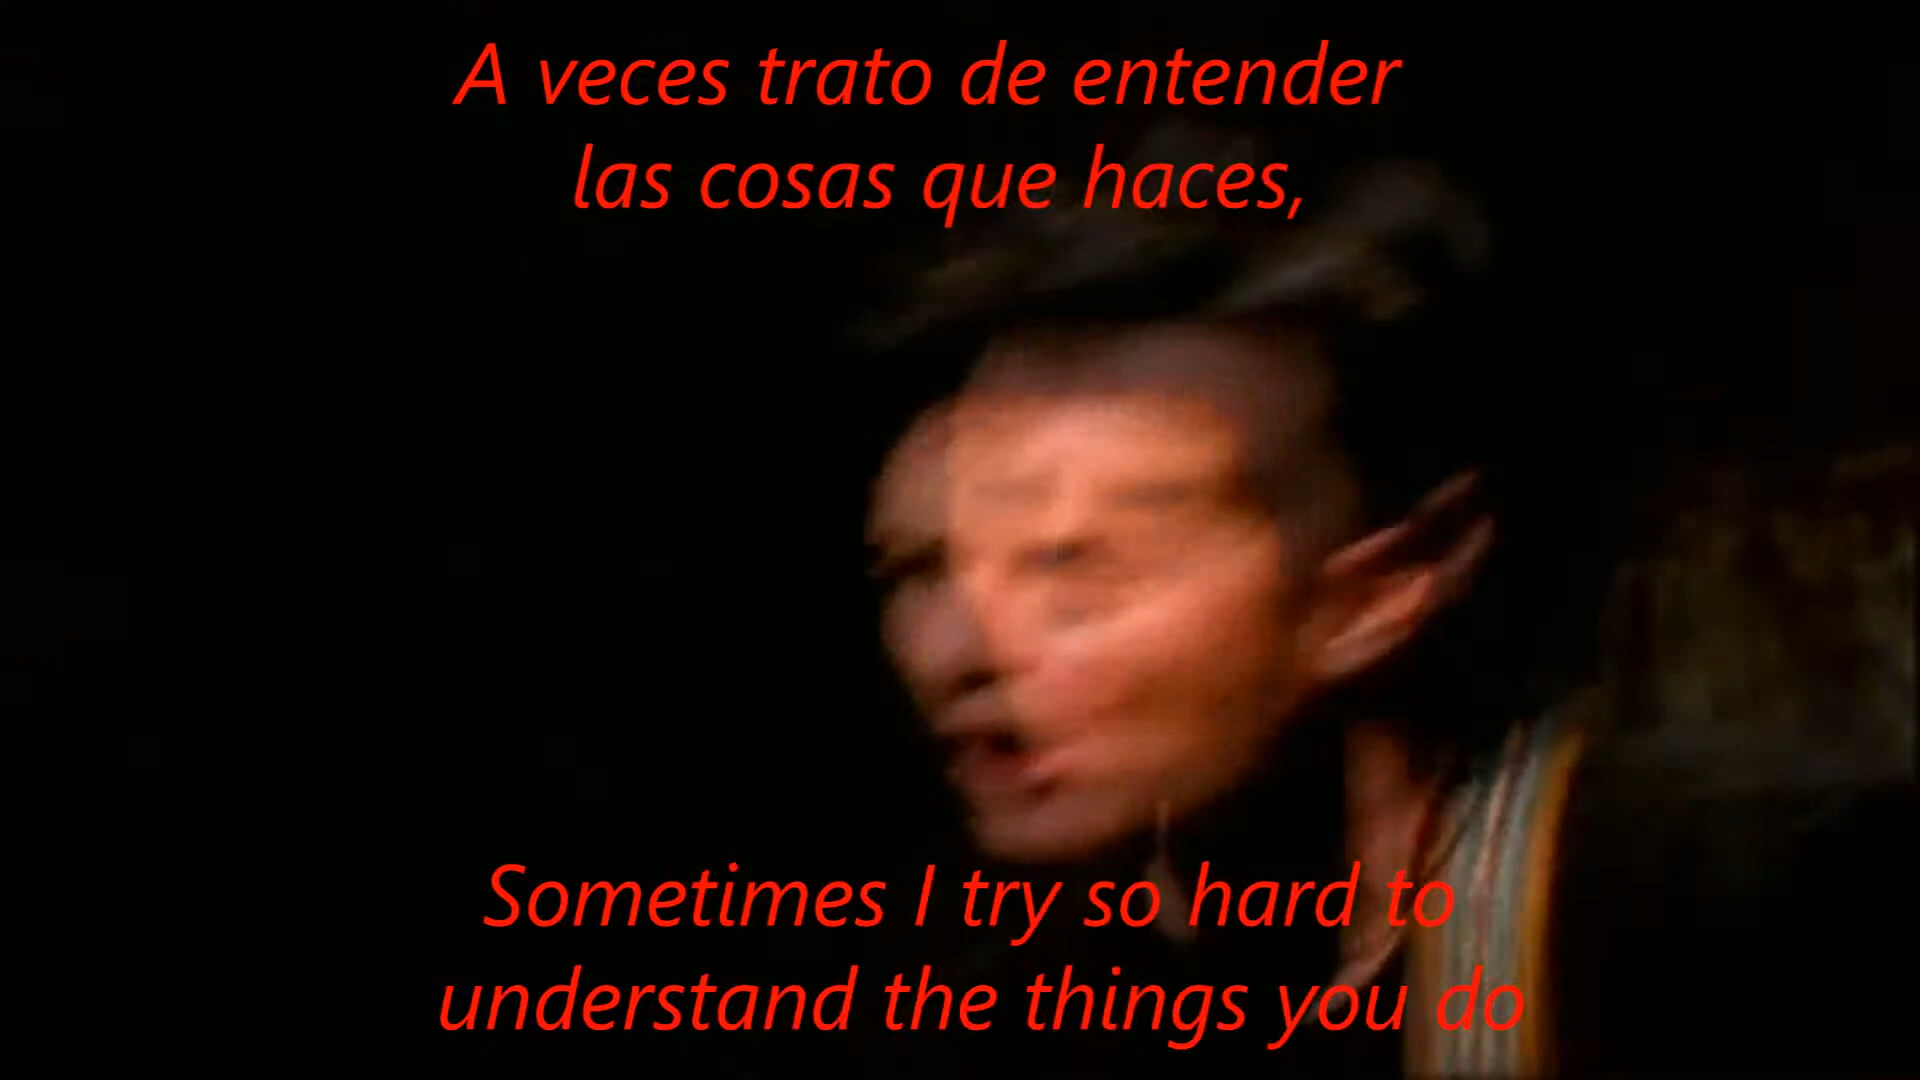 A veces trato de entender
las cosas que haces,
Sometimes I try so hard to
understand the things you do